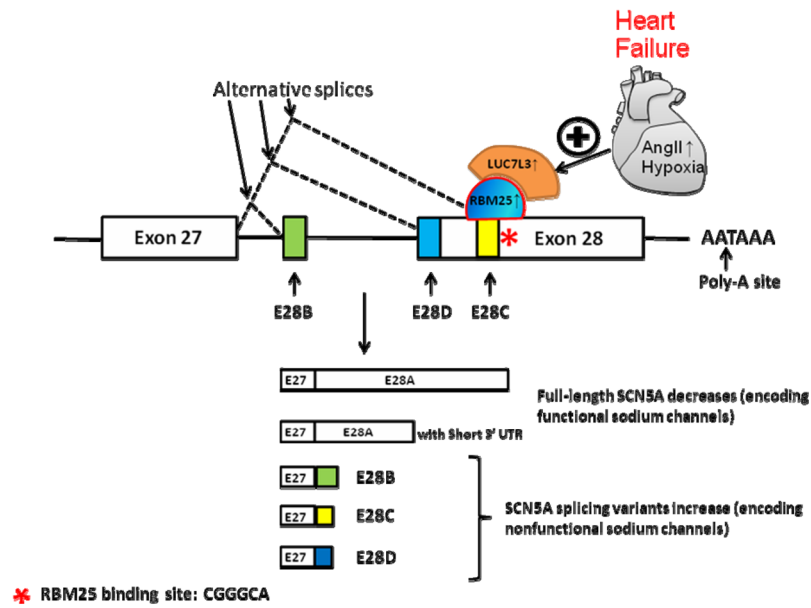 Heart
Failure
Alternative splices
AngII↑
Hypoxia
LUC7L3↑
RBM25↑
Exon 27
* Exon 28
AATAAA
Poly-A site
E28B
E28D
E28C
E27 E28A
Full-length SCN5A decreases (encoding
functional sodium channels)
E27 E28A with Short 3' UTR
E27 E28B
E27 E28C
E27 E28D
SCN5A splicing variants increase (encoding
nonfunctional sodium channels)
* RBM25 binding site: CGGGCA